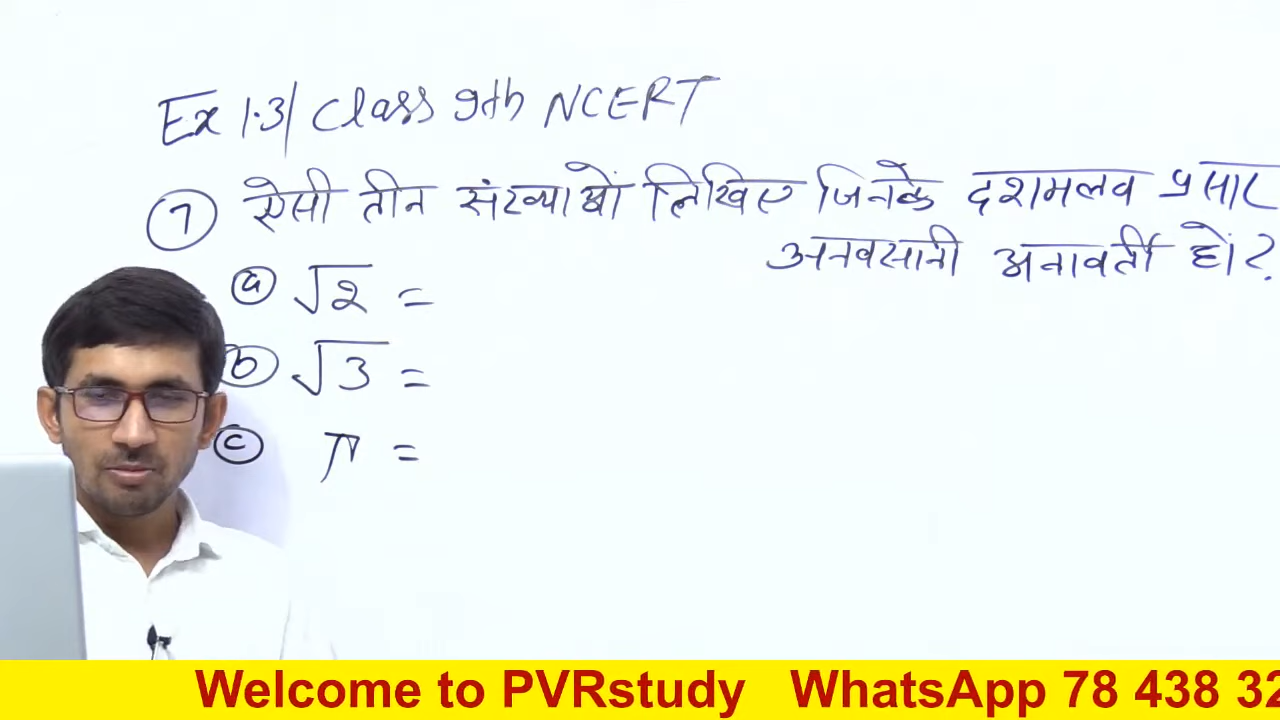 Ex 1.3| Class 9th NCERT
7 ऐसी तीन संख्याओं लिखिए जिनके दशमलव प्रसार
अनवसानी अनावर्ती हों?
a √2 =
b √3 =
c π =
Welcome to PVRstudy WhatsApp 78 438 32